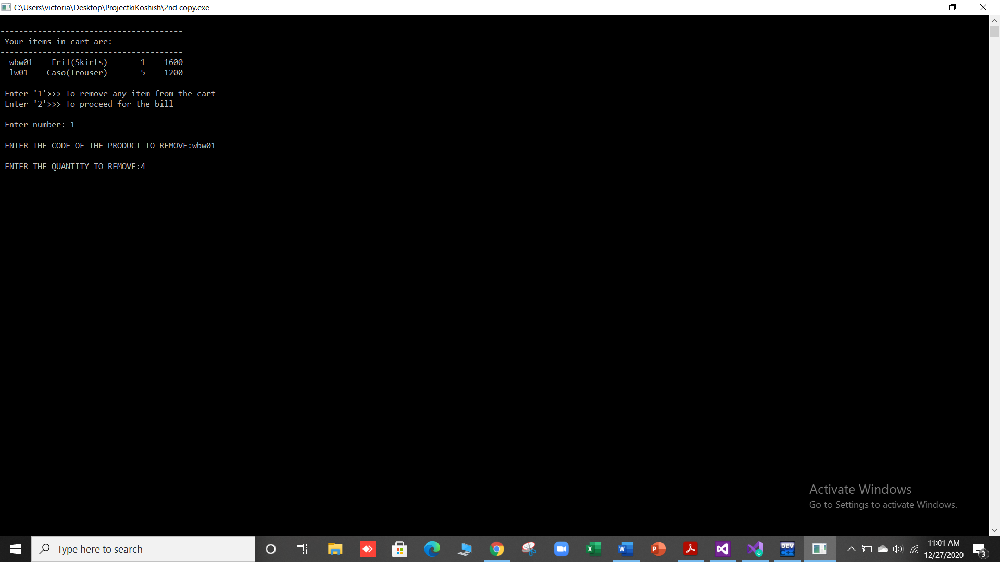 C:\Users\victoria\Desktop\ProjectkiKoshish\2nd copy.exe
---------------------------------------
Your items in cart are:
---------------------------------------
wbw01 Fril(Skirts) 1 1600
lw01 Caso(Trouser) 5 1200
Enter '1'>>> To remove any item from the cart
Enter '2'>>> To proceed for the bill
Enter number: 1
ENTER THE CODE OF THE PRODUCT TO REMOVE:wbw01
ENTER THE QUANTITY TO REMOVE:4
Activate Windows
Go to Settings to activate Windows.
Type here to search
DEV
11:01 AM
12/27/2020
3